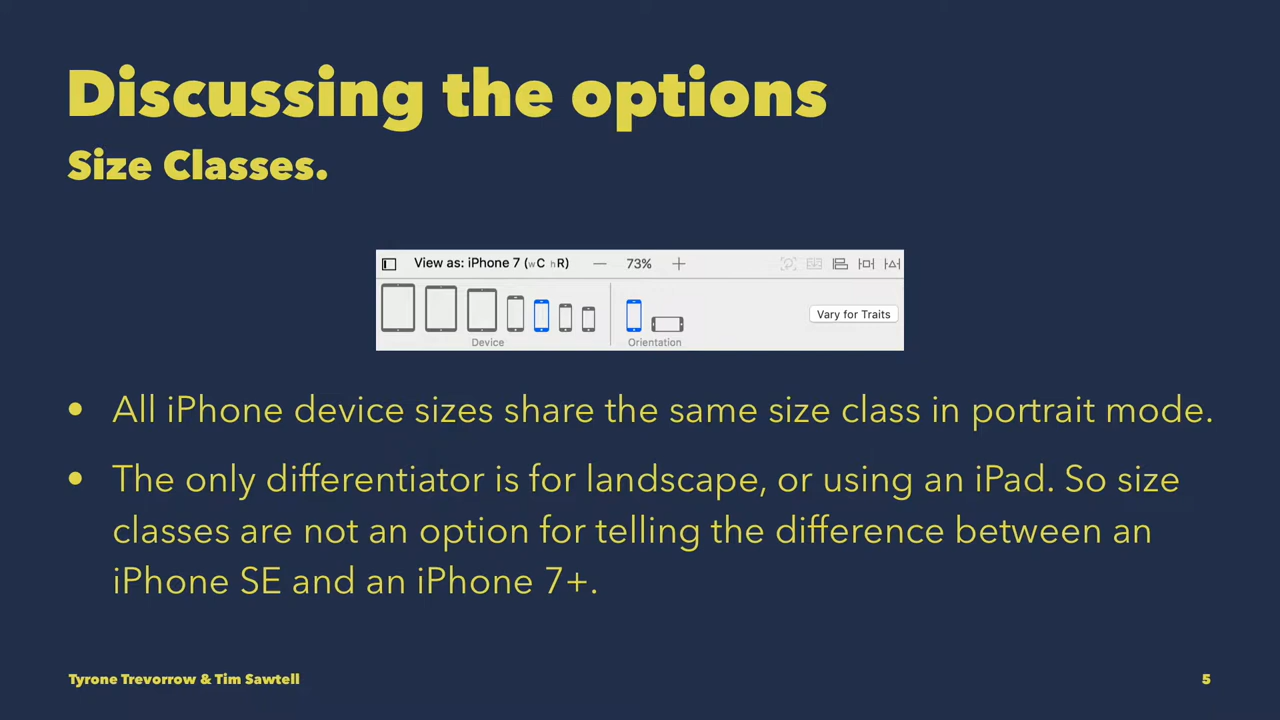 Discussing the options
Size Classes.
View as: iPhone 7 (wC hR) — 73% +
Vary for Traits
Device Orientation
• All iPhone device sizes share the same size class in portrait mode.
• The only differentiator is for landscape, or using an iPad. So size
classes are not an option for telling the difference between an
iPhone SE and an iPhone 7+.
Tyrone Trevorrow & Tim Sawtell 5